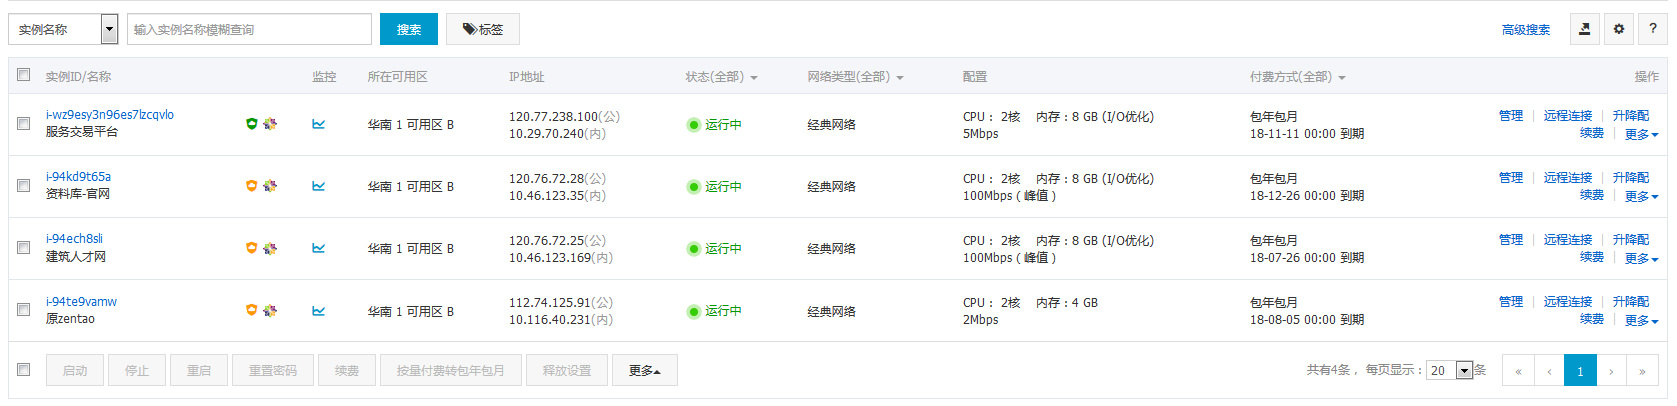 实例名称 输入实例名称模糊查询 搜索 标签 高级搜索 ?
实例ID/名称 监控 所在可用区 IP地址 状态(全部) 网络类型(全部) 配置 付费方式(全部) 操作
i-wz9esy3n96es7lzcqvlo
服务交易平台
华南 1 可用区 B
120.77.238.100(公)
10.29.70.240(内)
运行中
经典网络
CPU： 2核 内存：8 GB (I/O优化)
5Mbps
包年包月
18-11-11 00:00 到期
管理 | 远程连接 | 升降配
续费 | 更多
i-94kd9t65a
资料库-官网
华南 1 可用区 B
120.76.72.28(公)
10.46.123.35(内)
运行中
经典网络
CPU： 2核 内存：8 GB (I/O优化)
100Mbps ( 峰值 )
包年包月
18-12-26 00:00 到期
管理 | 远程连接 | 升降配
续费 | 更多
i-94ech8sli
建筑人才网
华南 1 可用区 B
120.76.72.25(公)
10.46.123.169(内)
运行中
经典网络
CPU： 2核 内存：8 GB (I/O优化)
100Mbps ( 峰值 )
包年包月
18-07-26 00:00 到期
管理 | 远程连接 | 升降配
续费 | 更多
i-94te9vamw
原zentao
华南 1 可用区 B
112.74.125.91(公)
10.116.40.231(内)
运行中
经典网络
CPU： 2核 内存：4 GB
2Mbps
包年包月
18-08-05 00:00 到期
管理 | 远程连接 | 升降配
续费 | 更多
启动 停止 重启 重置密码 续费 按量付费转包年包月 释放设置 更多 共有4条， 每页显示：20 条 « ‹ 1 › »